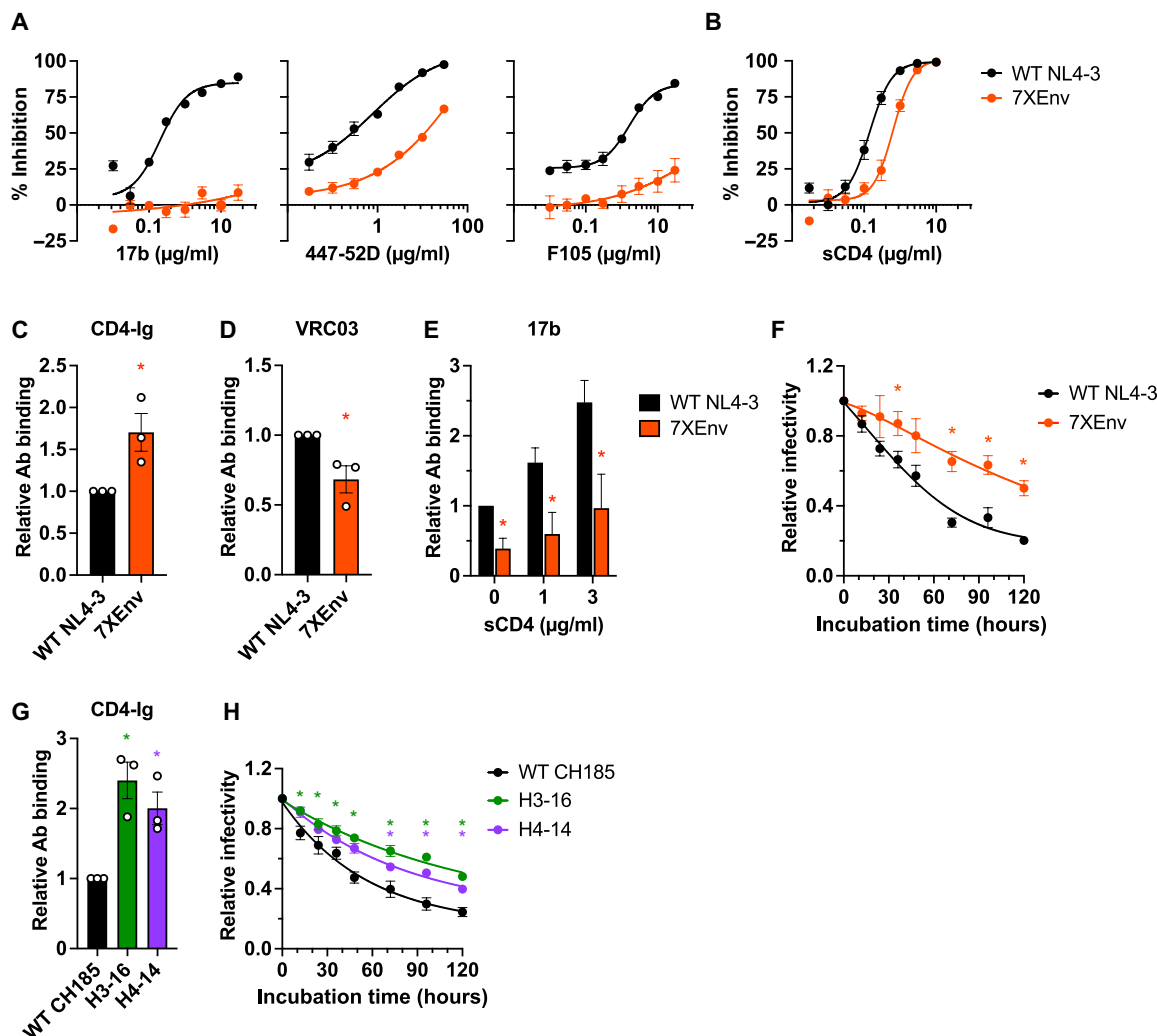 A
B
% Inhibition
100
75
50
25
0
−25
0.1 10
17b (µg/ml)
1 100
447-52D (µg/ml)
0.1 10
F105 (µg/ml)
% Inhibition
100
75
50
25
0
−25
0.1 10
sCD4 (µg/ml)
WT NL4-3
7XEnv
C
CD4-Ig
Relative Ab binding
2.5
2.0
1.5
1.0
0.5
0.0
*
WT NL4-3
7XEnv
D
VRC03
Relative Ab binding
1.5
1.0
0.5
0.0
*
WT NL4-3
7XEnv
E
17b
Relative Ab binding
3
2
1
0
* * *
0 1 3
sCD4 (µg/ml)
WT NL4-3
7XEnv
F
Relative infectivity
1.2
0.8
0.4
0.0
* * * *
0 30 60 90 120
Incubation time (hours)
WT NL4-3
7XEnv
G
CD4-Ig
Relative Ab binding
3
2
1
0
* *
WT CH185
H3-16
H4-14
H
Relative infectivity
1.2
0.8
0.4
0.0
* * * * * * *
* * *
0 30 60 90 120
Incubation time (hours)
WT CH185
H3-16
H4-14